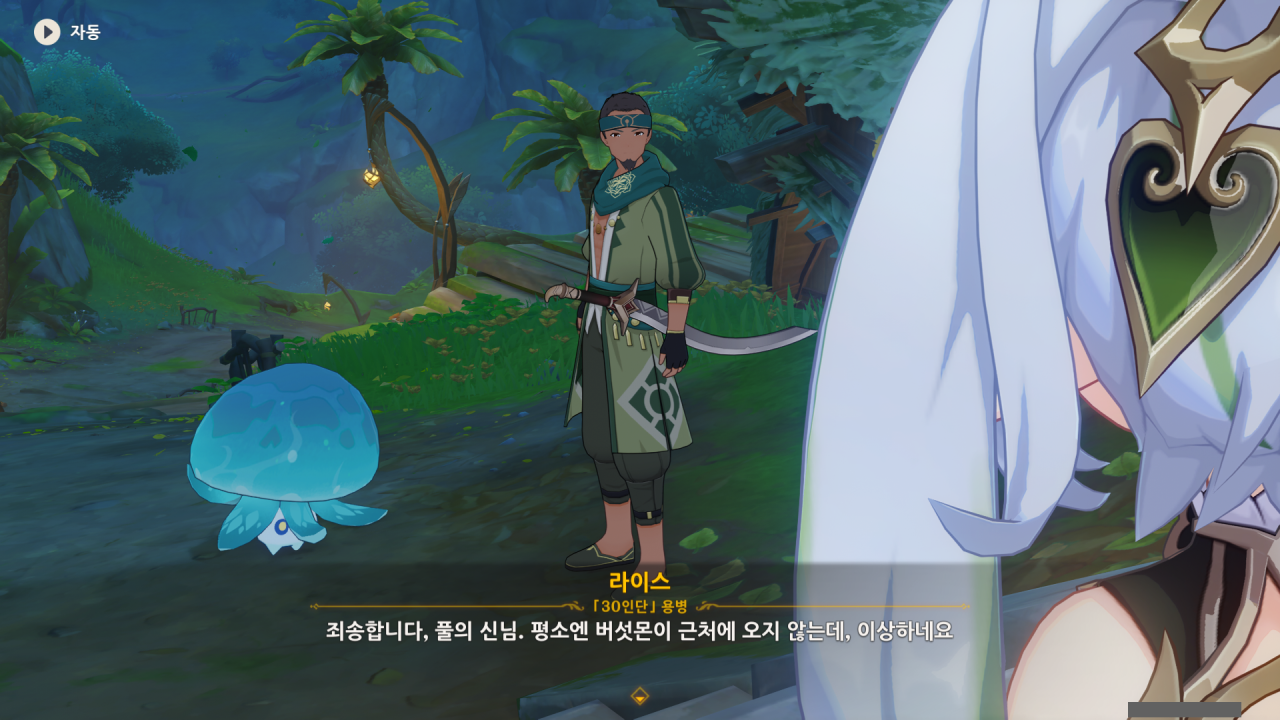 자동
라이스
「30인단」 용병
죄송합니다, 풀의 신님. 평소엔 버섯몬이 근처에 오지 않는데, 이상하네요